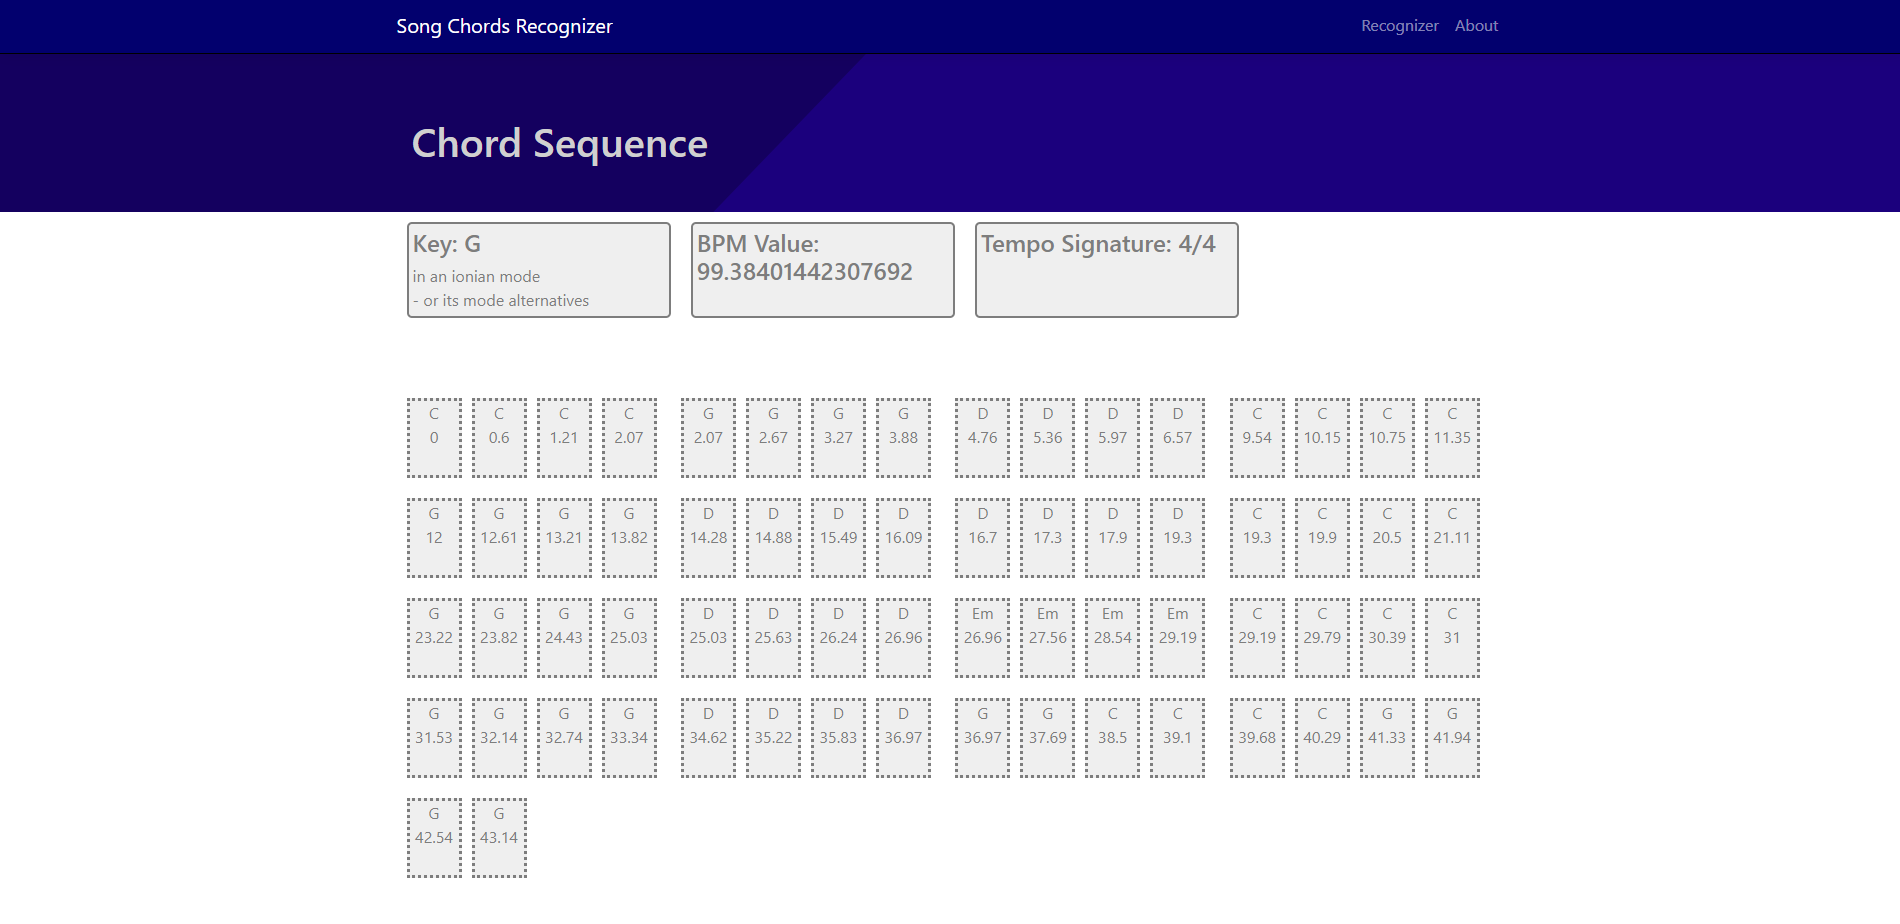 Song Chords Recognizer
Recognizer
About
Chord Sequence
Key: G
in an ionian mode
- or its mode alternatives
BPM Value:
99.38401442307692
Tempo Signature: 4/4
C C C C G G G G D D D D C C C C
0 0.6 1.21 2.07 2.07 2.67 3.27 3.88 4.76 5.36 5.97 6.57 9.54 10.15 10.75 11.35
G G G G D D D D D D D D C C C C
12 12.61 13.21 13.82 14.28 14.88 15.49 16.09 16.7 17.3 17.9 19.3 19.3 19.9 20.5 21.11
G G G G D D D D Em Em Em Em C C C C
23.22 23.82 24.43 25.03 25.03 25.63 26.24 26.96 26.96 27.56 28.54 29.19 29.19 29.79 30.39 31
G G G G D D D D G G C C C C G G
31.53 32.14 32.74 33.34 34.62 35.22 35.83 36.97 36.97 37.69 38.5 39.1 39.68 40.29 41.33 41.94
G G
42.54 43.14